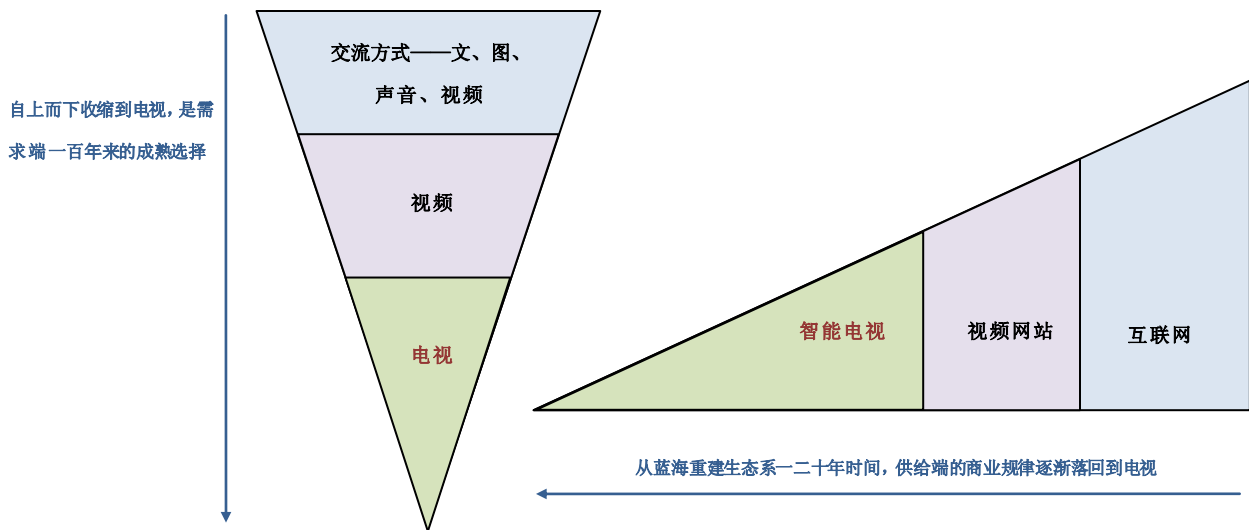 自上而下收缩到电视，是需
求端一百年来的成熟选择
交流方式——文、图、
声音、视频
视频
电视
智能电视
视频网站
互联网
从蓝海重建生态系一二十年时间，供给端的商业规律逐渐落回到电视